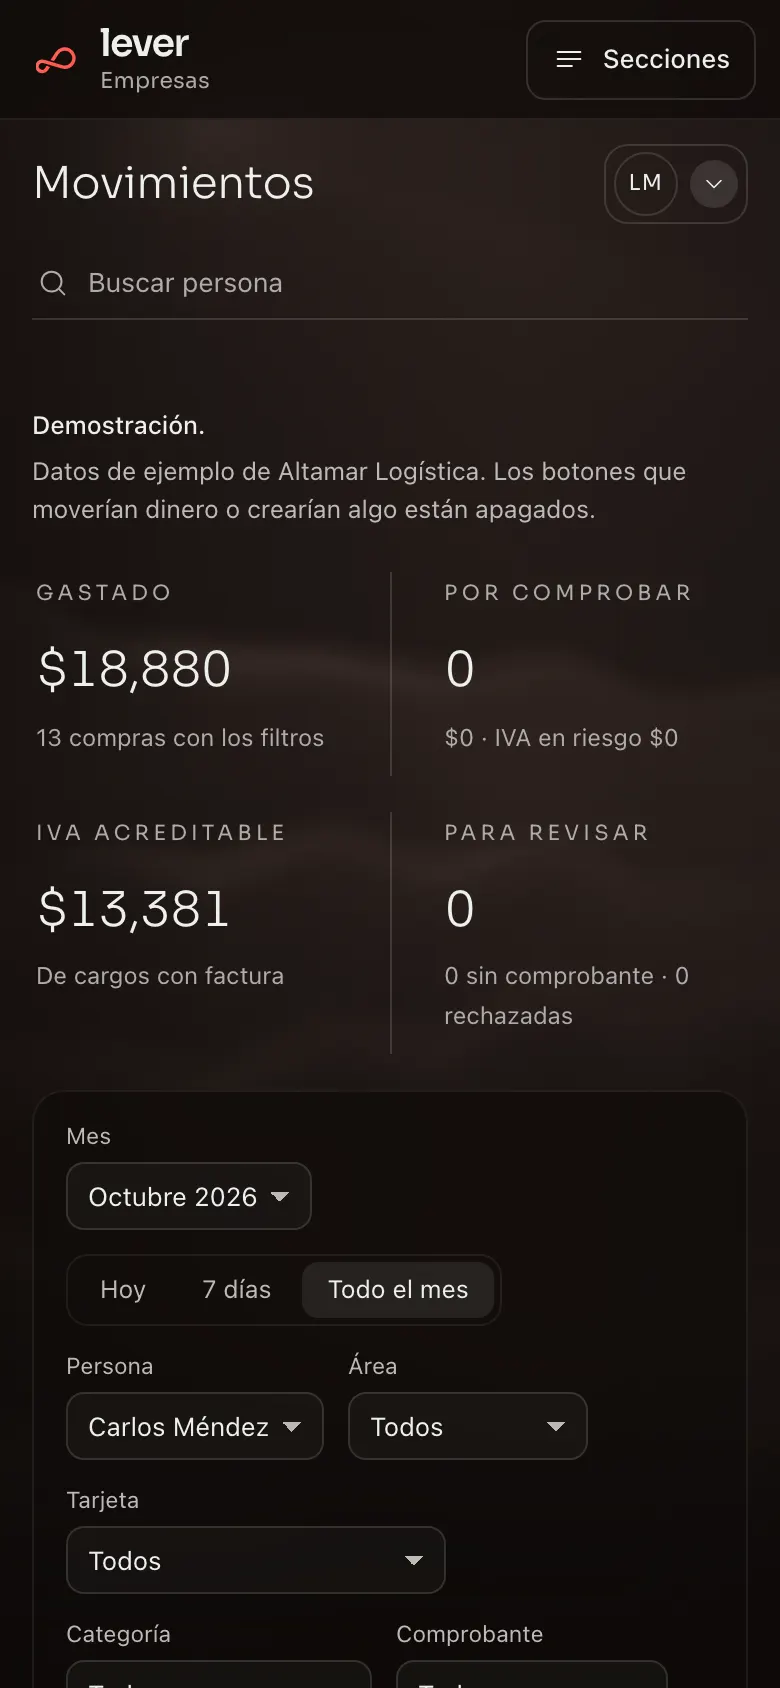 lever
Empresas
Secciones
Movimientos
LM
Buscar persona
Demostración.
Datos de ejemplo de Altamar Logística. Los botones que
moverían dinero o crearían algo están apagados.
GASTADO
$18,880
13 compras con los filtros
POR COMPROBAR
0
$0 · IVA en riesgo $0
IVA ACREDITABLE
$13,381
De cargos con factura
PARA REVISAR
0
0 sin comprobante · 0
rechazadas
Mes
Octubre 2026
Hoy
7 días
Todo el mes
Persona
Área
Carlos Méndez
Todos
Tarjeta
Todos
Categoría
Comprobante